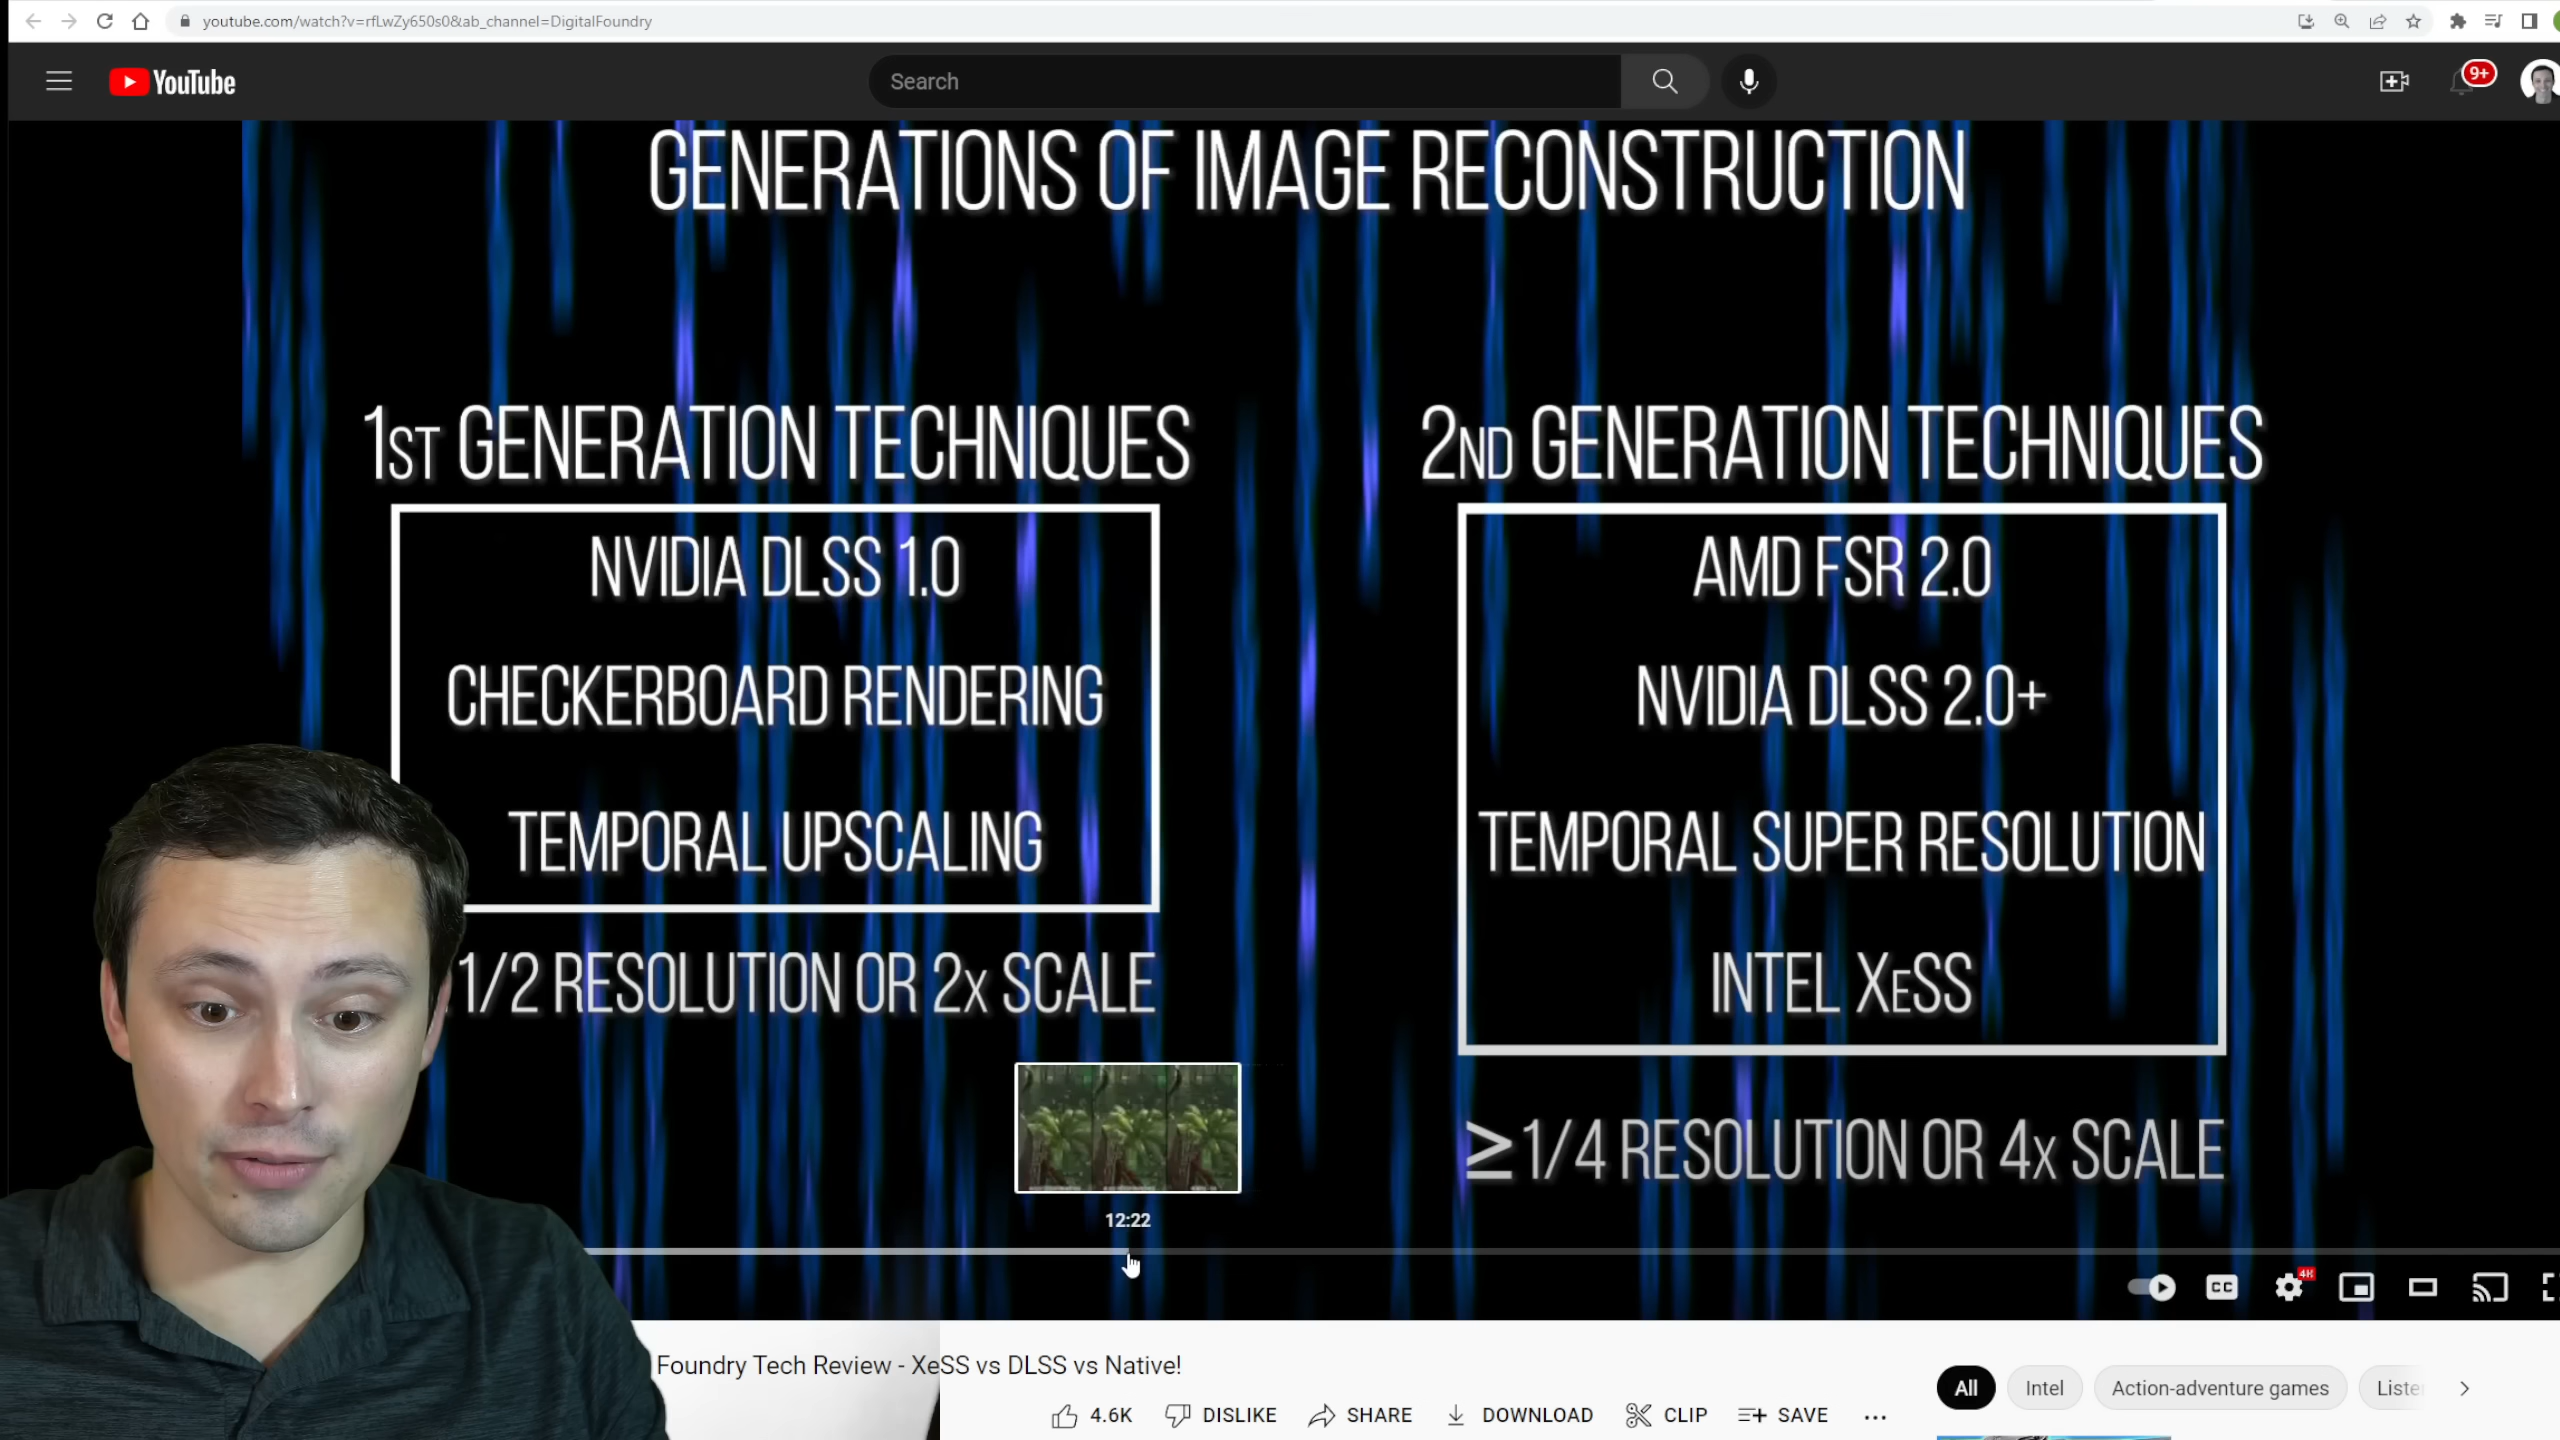 youtube.com/watch?v=rfLwZy650s0&ab_channel=DigitalFoundry
YouTube
Search
9+
GENERATIONS OF IMAGE RECONSTRUCTION
1ST GENERATION TECHNIQUES
NVIDIA DLSS 1.0
CHECKERBOARD RENDERING
TEMPORAL UPSCALING
1/2 RESOLUTION OR 2X SCALE
2ND GENERATION TECHNIQUES
AMD FSR 2.0
NVIDIA DLSS 2.0+
TEMPORAL SUPER RESOLUTION
INTEL XESS
≥1/4 RESOLUTION OR 4X SCALE
12:22
CC
4K
Foundry Tech Review - XeSS vs DLSS vs Native!
4.6K DISLIKE SHARE DOWNLOAD CLIP SAVE ...
All Intel Action-adventure games